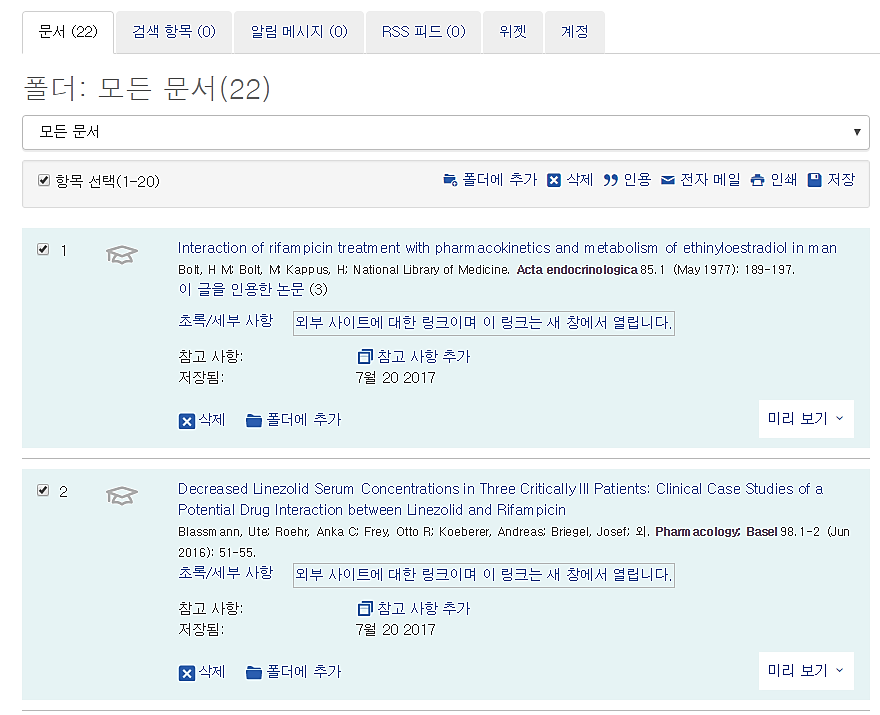 문서 (22) 검색 항목 (0) 알림 메시지 (0) RSS 피드 (0) 위젯 계정
폴더: 모든 문서(22)
모든 문서
항목 선택(1-20) 폴더에 추가 삭제 인용 전자 메일 인쇄 저장
1 Interaction of rifampicin treatment with pharmacokinetics and metabolism of ethinyloestradiol in man
Bolt, H M; Bolt, M; Kappus, H; National Library of Medicine. Acta endocrinologica 85.1 (May 1977): 189-197.
이 글을 인용한 논문 (3)
초록/세부 사항 외부 사이트에 대한 링크이며 이 링크는 새 창에서 열립니다.
참고 사항: 참고 사항 추가
저장됨: 7월 20 2017
삭제 폴더에 추가 미리 보기
2 Decreased Linezolid Serum Concentrations in Three Critically Ill Patients: Clinical Case Studies of a
Potential Drug Interaction between Linezolid and Rifampicin
Blassmann, Ute; Roehr, Anka C; Frey, Otto R; Koeberer, Andreas; Briegel, Josef; 외. Pharmacology; Basel 98.1-2 (Jun
2016): 51-55.
초록/세부 사항 외부 사이트에 대한 링크이며 이 링크는 새 창에서 열립니다.
참고 사항: 참고 사항 추가
저장됨: 7월 20 2017
삭제 폴더에 추가 미리 보기